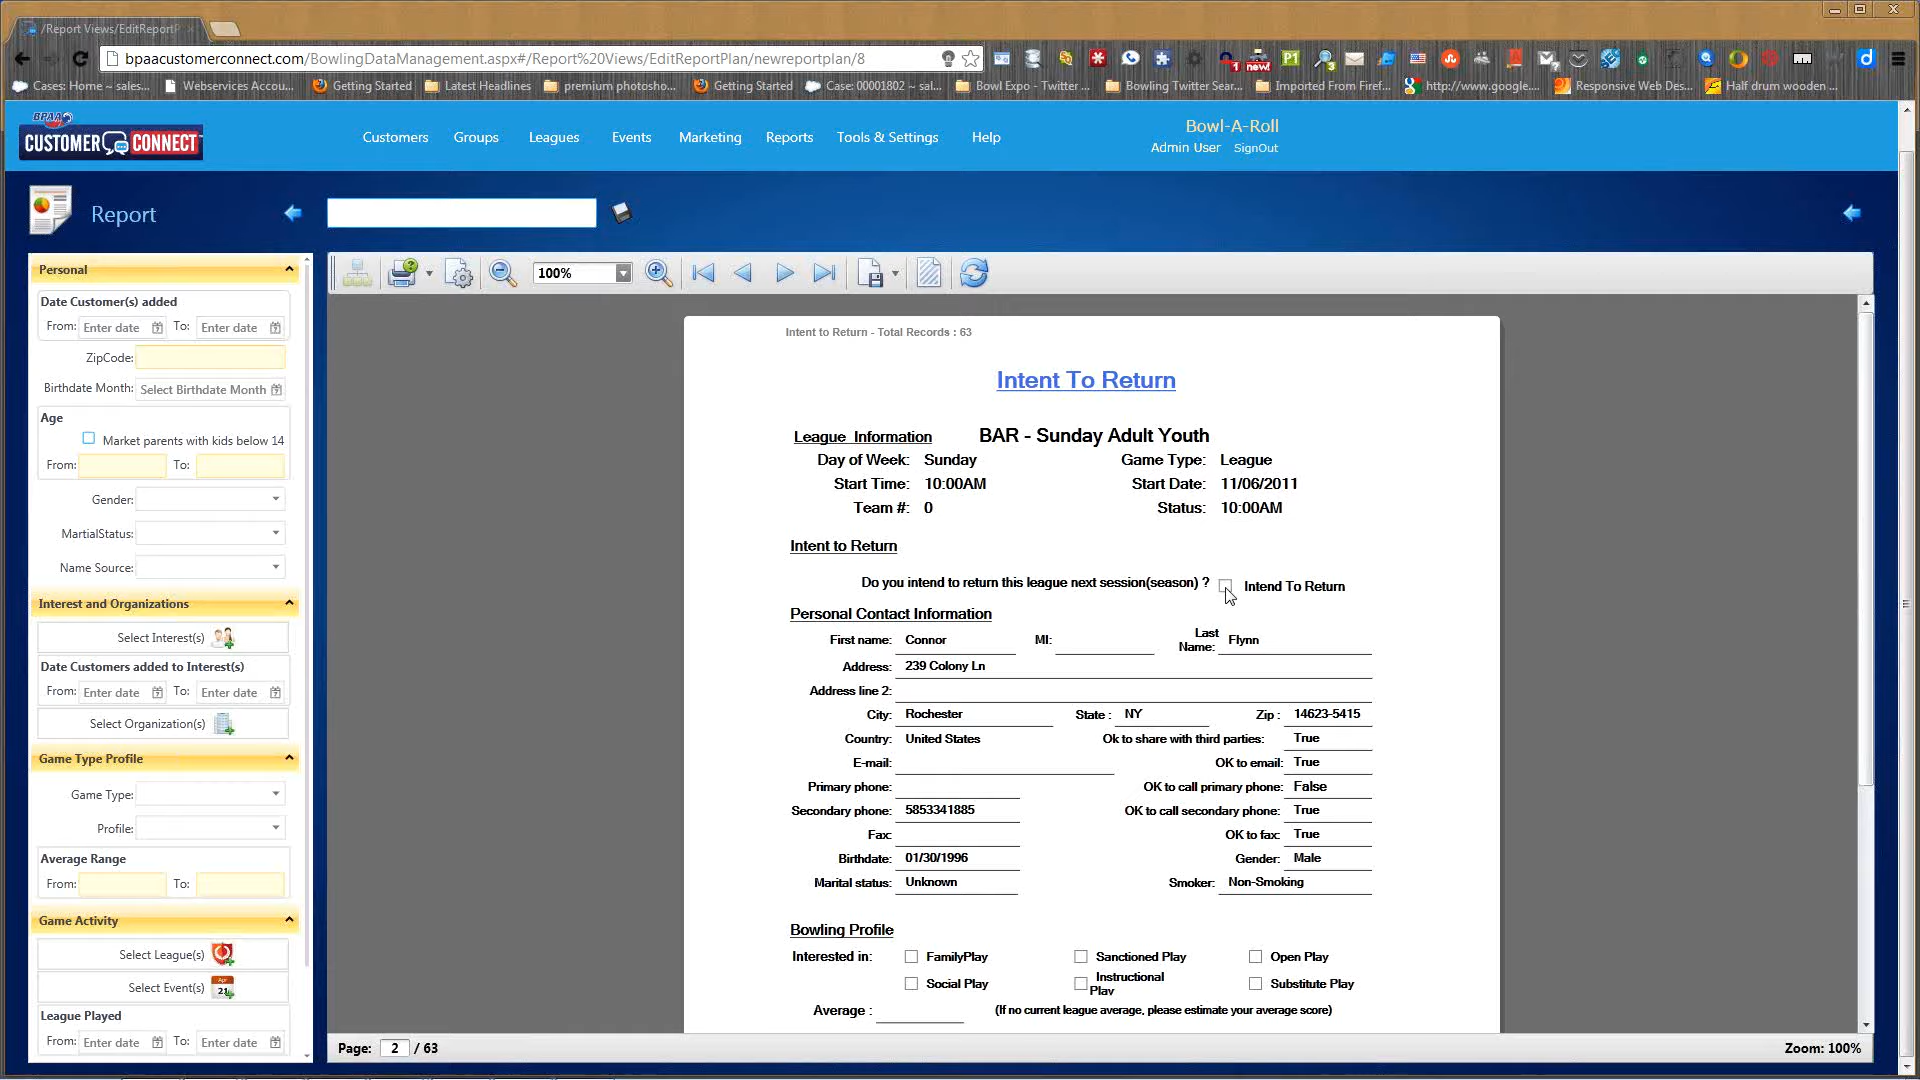 /Report Views/EditReportP
bpaacustomerconnect.com/BowlingDataManagement.aspx#/Report%20Views/EditReportPlan/newreportplan/8
Cases: Home ~ sales... Webservices Accou... Getting Started Latest Headlines premium photosho... Getting Started Case: 00001802 ~ sal... Bowl Expo - Twitter ... Bowling Twitter Sear... Imported From Firef... http://www.google.... Responsive Web Des... Half drum wooden ...
BPAA
CUSTOMER CONNECT
Customers Groups Leagues Events Marketing Reports Tools & Settings Help
Bowl-A-Roll
Admin User SignOut
Report
Personal
Date Customer(s) added
From: Enter date To: Enter date
ZipCode:
Birthdate Month: Select Birthdate Month
Age
Market parents with kids below 14
From: To:
Gender:
MartialStatus:
Name Source:
Interest and Organizations
Select Interest(s)
Date Customers added to Interest(s)
From: Enter date To: Enter date
Select Organization(s)
Game Type Profile
Game Type:
Profile:
Average Range
From: To:
Game Activity
Select League(s)
Select Event(s)
League Played
From: Enter date To: Enter date
100%
Intent to Return - Total Records : 63
Intent To Return
League Information BAR - Sunday Adult Youth
Day of Week: Sunday Game Type: League
Start Time: 10:00AM Start Date: 11/06/2011
Team #: 0 Status: 10:00AM
Intent to Return
Do you intend to return this league next session(season) ? Intend To Return
Personal Contact Information
First name: Connor MI: Last Name: Flynn
Address: 239 Colony Ln
Address line 2:
City: Rochester State : NY Zip : 14623-5415
Country: United States Ok to share with third parties: True
E-mail: OK to email: True
Primary phone: OK to call primary phone: False
Secondary phone: 5853341885 OK to call secondary phone: True
Fax: OK to fax: True
Birthdate: 01/30/1996 Gender: Male
Marital status: Unknown Smoker: Non-Smoking
Bowling Profile
Interested in: FamilyPlay Sanctioned Play Open Play
Social Play Instructional Play Substitute Play
Average : (If no current league average, please estimate your average score)
Page: 2 / 63 Zoom: 100%